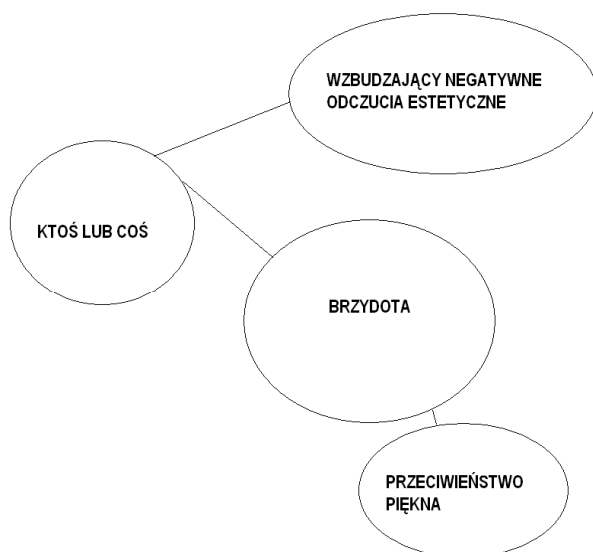 WZBUDZAJĄCY NEGATYWNE
ODCZUCIA ESTETYCZNE
KTOŚ LUB COŚ
BRZYDOTA
PRZECIWIEŃSTWO
PIĘKNA